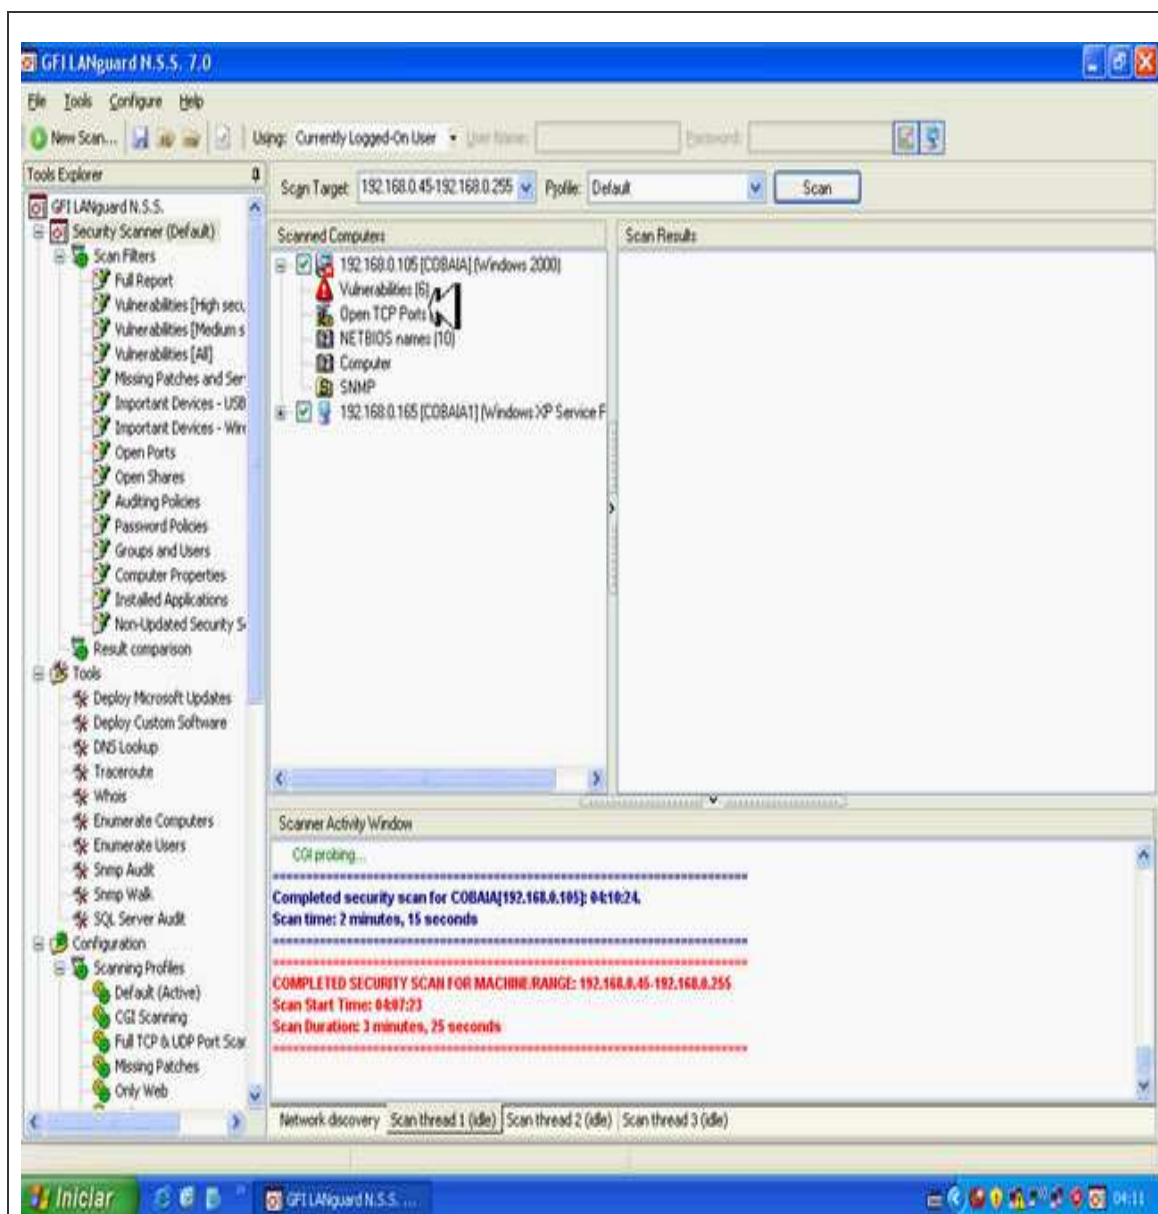 GFI LANguard N.S.S. 7.0
File Tools Configure Help
New Scan... Using: Currently Logged-On User User Name: Password:
Tools Explorer
Scan Target: 192.168.0.45-192.168.0.255 Profile: Default Scan
GFI LANguard N.S.S.
Security Scanner (Default)
Scan Filters
Full Report
Vulnerabilities [High secu
Vulnerabilities [Medium s
Vulnerabilities [All]
Missing Patches and Ser
Important Devices - USB
Important Devices - Wire
Open Ports
Open Shares
Auditing Policies
Password Policies
Groups and Users
Computer Properties
Installed Applications
Non-Updated Security S
Result comparison
Tools
Deploy Microsoft Updates
Deploy Custom Software
DNS Lookup
Traceroute
Whois
Enumerate Computers
Enumerate Users
Snmp Audit
Snmp Walk
SQL Server Audit
Configuration
Scanning Profiles
Default (Active)
CGI Scanning
Full TCP & UDP Port Scan
Missing Patches
Only Web
Scanned Computers
192.168.0.105 [COBAIA] (Windows 2000)
Vulnerabilities (6)
Open TCP Ports
NETBIOS names (10)
Computer
SNMP
192.168.0.165 [COBAIA1] (Windows XP Service P
Scan Results
Scanner Activity Window
CGI probing...
Completed security scan for COBAIA[192.168.0.105]: 04:10:24.
Scan time: 2 minutes, 15 seconds
COMPLETED SECURITY SCAN FOR MACHINE/RANGE: 192.168.0.45-192.168.0.255
Scan Start Time: 04:07:23
Scan Duration: 3 minutes, 25 seconds
Network discovery Scan thread 1 (idle) Scan thread 2 (idle) Scan thread 3 (idle)
Iniciar GFI LANguard N.S.S. ... 04:11